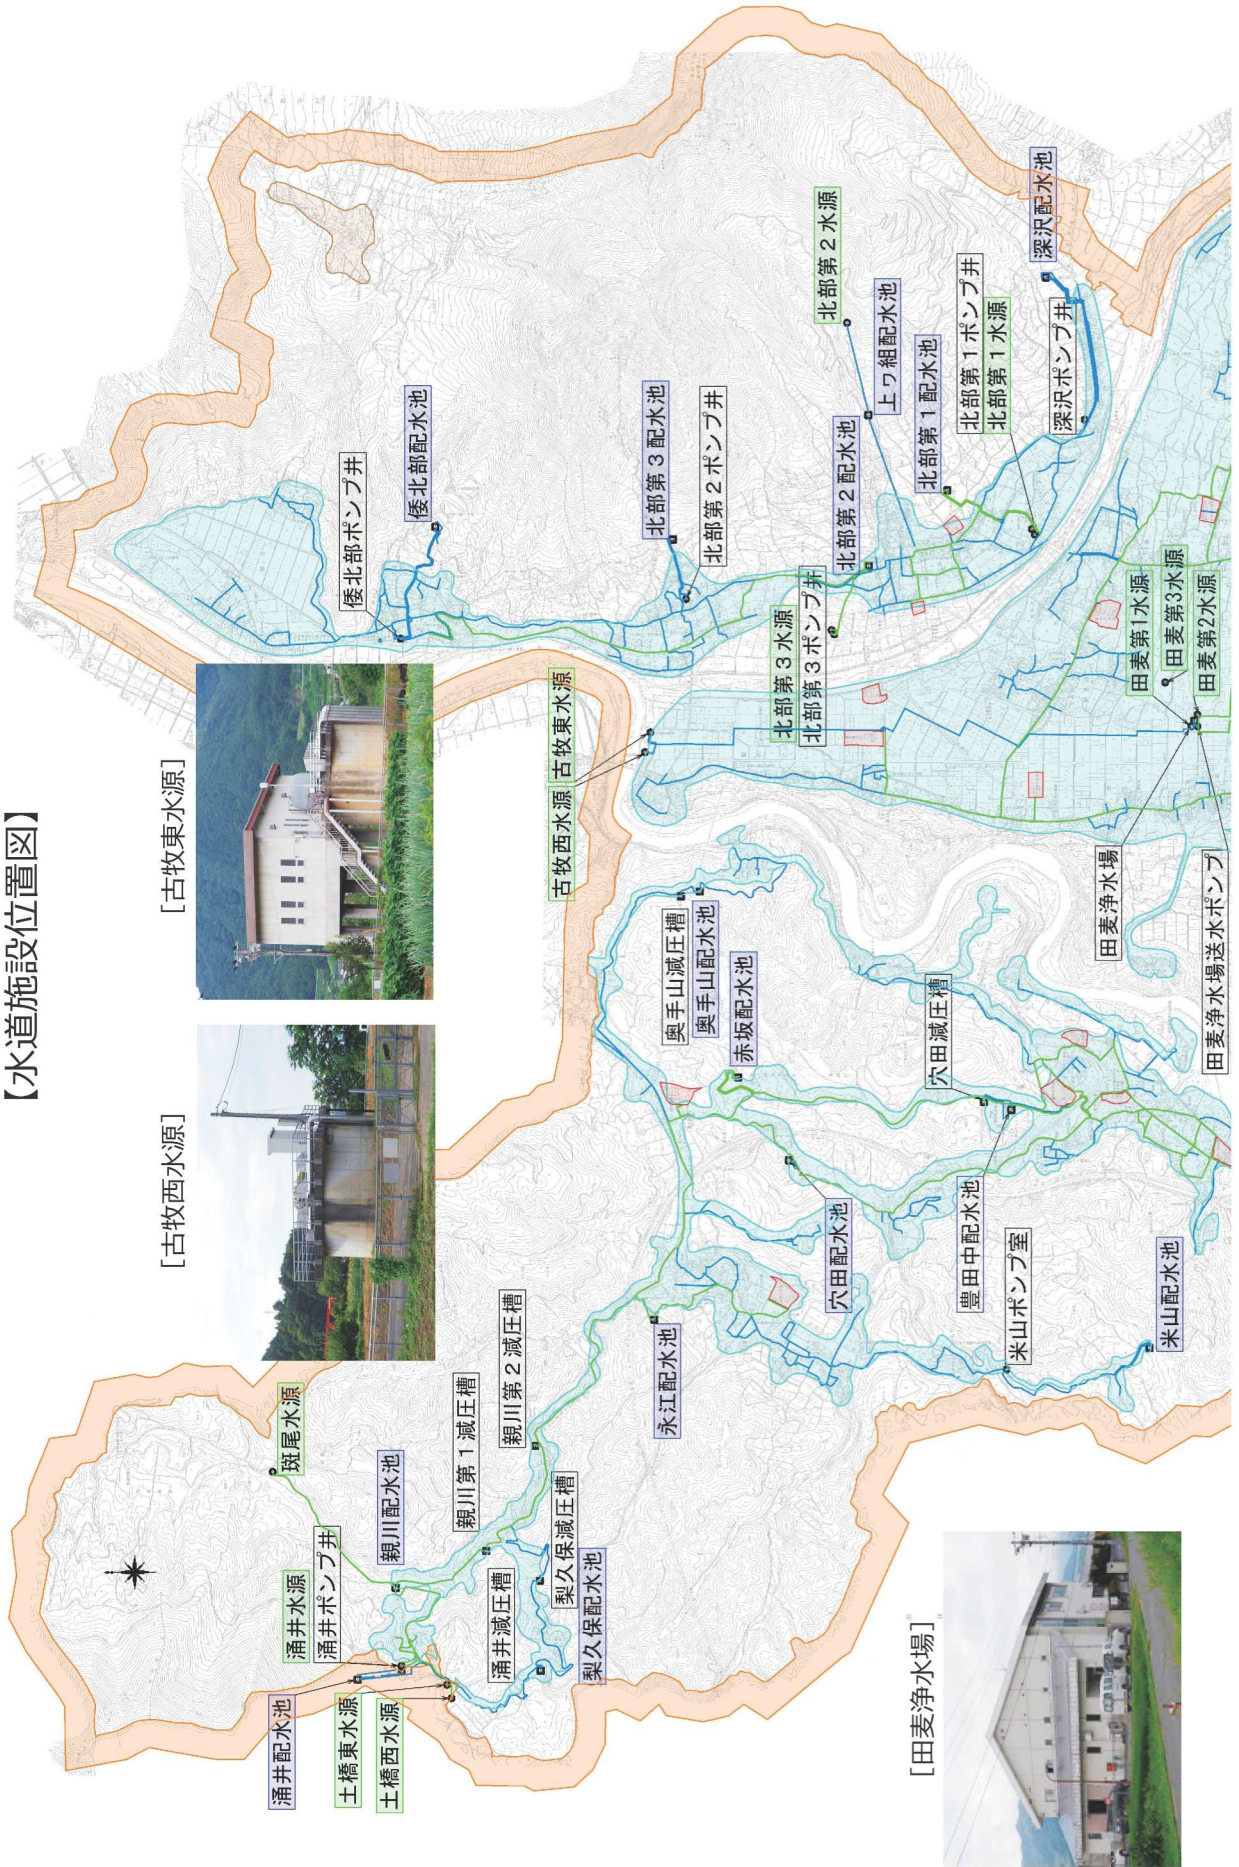 【水道施設位置図】
[古牧西水源]
[古牧東水源]
[田麦浄水場]
斑尾水源
親川配水池
親川第1減圧槽
親川第2減圧槽
涌井水源
涌井ポンプ井
涌井配水池
土橋東水源
土橋西水源
涌井減圧槽
梨久保減圧槽
梨久保配水池
永江配水池
穴田配水池
豊田中配水池
米山ポンプ室
米山配水池
奥手山減圧槽
奥手山配水池
赤坂配水池
穴田減圧槽
古牧西水源
古牧東水源
倭北部ポンプ井
倭北部配水池
北部第3配水池
北部第2ポンプ井
北部第3水源
北部第3ポンプ井
北部第2配水池
北部第2水源
上ヮ組配水池
北部第1配水池
北部第1ポンプ井
北部第1水源
深沢配水池
深沢ポンプ井
田麦第1水源
田麦第3水源
田麦第2水源
田麦浄水場
田麦浄水場送水ポンプ